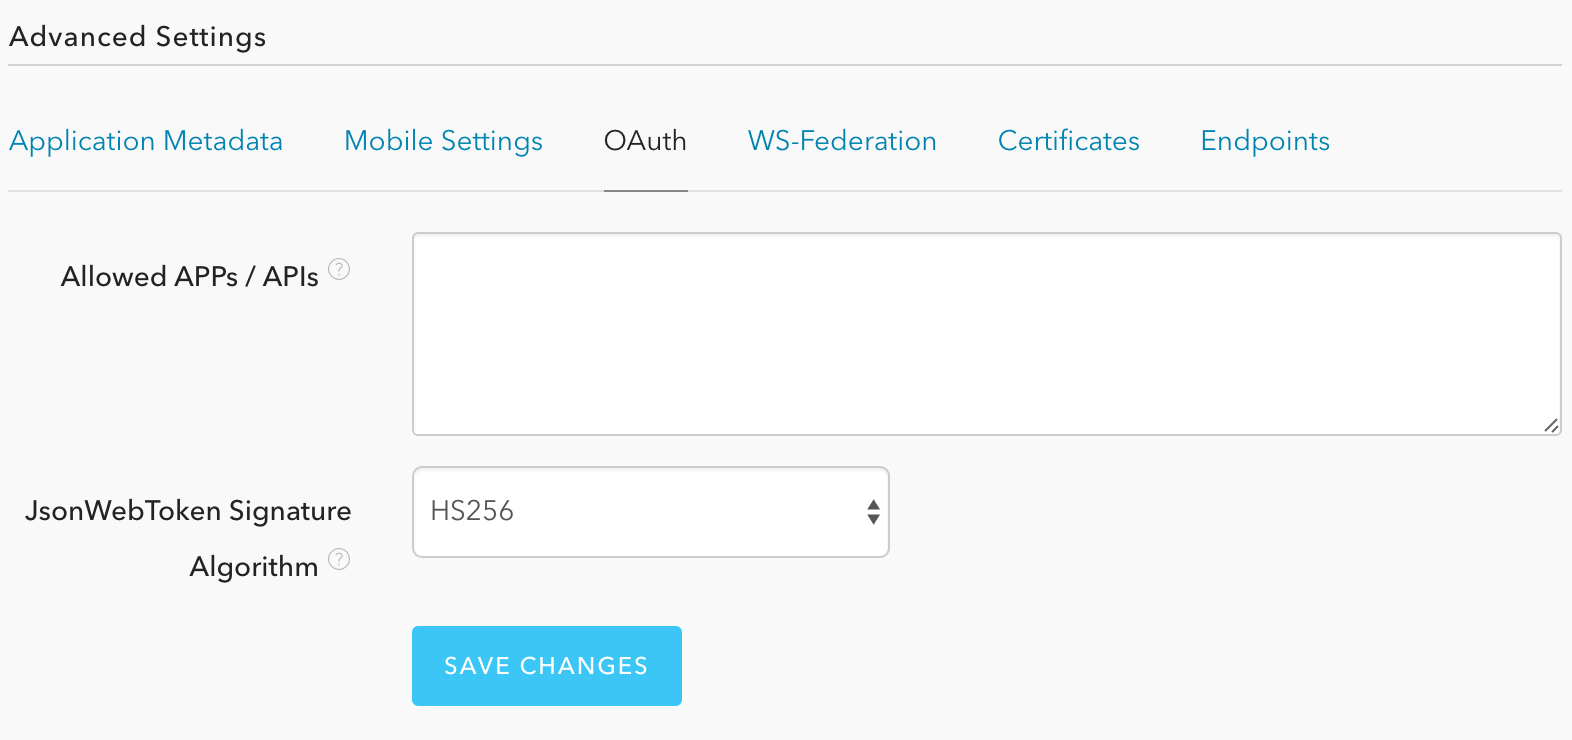 Advanced Settings
Application Metadata Mobile Settings OAuth WS-Federation Certificates Endpoints
Allowed APPs / APIs ?
JsonWebToken Signature
Algorithm ?
HS256
SAVE CHANGES